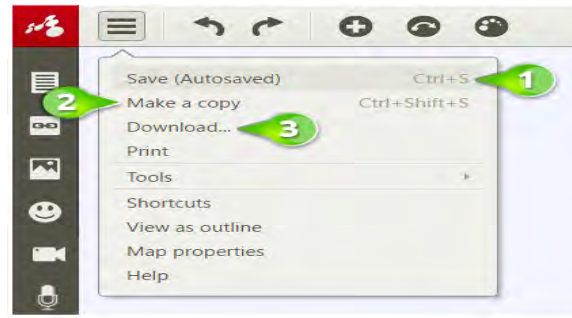 Save (Autosaved) Ctrl+S 1
2 Make a copy Ctrl+Shift+S
Download... 3
Print
Tools
Shortcuts
View as outline
Map properties
Help